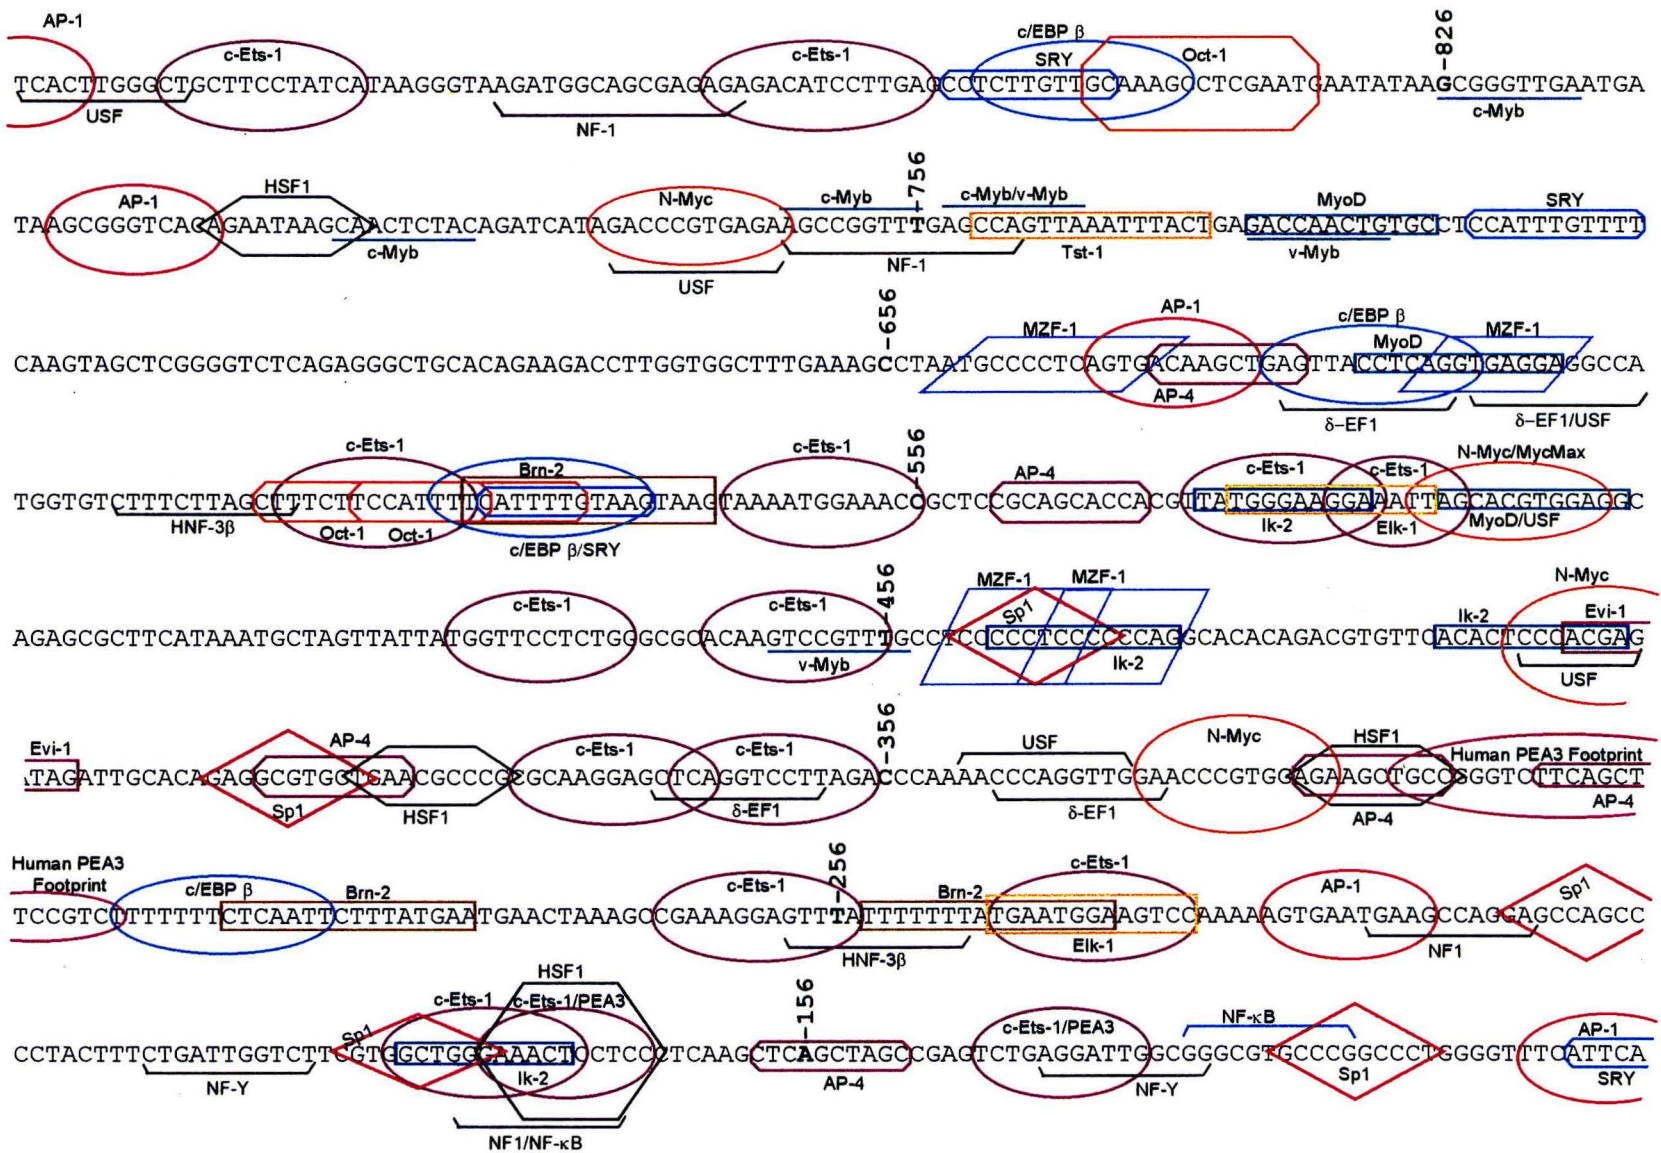 AP-1
c-Ets-1
c-Ets-1
c/EBP β
SRY
Oct-1
-826
TCACTTGGGCTGCTTCCTATCATAAGGGTAAGATGGCAGCGAGAGAGACATCCTTGAGCCTCTTGTTGCAAAGCCTCGAATGAATATAAGCGGGTTGAATGA
USF
NF-1
c-Myb
AP-1
HSF1
N-Myc
c-Myb
-756
c-Myb/v-Myb
MyoD
SRY
TAAGCGGGTCAGAGAATAAGCAACTCTACAGATCATAGACCCGTGAGAAGCCGGTTTGAGCCAGTTAAATTTACTGAGACCAACTGTGCCTCCATTTGTTTT
c-Myb
USF
NF-1
Tst-1
v-Myb
-656
MZF-1
AP-1
c/EBP β
MyoD
MZF-1
CAAGTAGCTCGGGGTCTCAGAGGGCTGCACAGAAGACCTTGGTGGCTTTGAAAGCCTAATGCCCCTCAGTGACAAGCTGAGTTACCTCAGGTGAGGAGGCCA
AP-4
δ-EF1
δ-EF1/USF
c-Ets-1
Brn-2
c-Ets-1
-556
AP-4
c-Ets-1
c-Ets-1
N-Myc/MycMax
TGGTGTCTTTCTTAGCTTTCTTCCATTTTATTTTGTAAGTAAGTAAAATGGAAACCGCTCCGCAGCACCACGTTATGGGAAGGAAATTAGCACGTGGAGGC
HNF-3β
Oct-1
Oct-1
c/EBP β/SRY
Ik-2
Elk-1
MyoD/USF
c-Ets-1
c-Ets-1
-456
MZF-1
MZF-1
Sp1
N-Myc
Ik-2
Evi-1
AGAGCGCTTCATAAATGCTAGTTATTATGGTTCCTCTGGGCGCACAAGTCCGTTTGCCTCCCCCTCCCCCCAGGCACACAGACGTGTTCACACTCCCACGAG
v-Myb
Ik-2
USF
Evi-1
AP-4
c-Ets-1
c-Ets-1
-356
USF
N-Myc
HSF1
Human PEA3 Footprint
ATAGATTGCACAGAGGCGTGCTGAACGCCCGCGCAAGGAGCTCAGGTCCTTAGACCCAAAACCCAGGTTGGAACCCGTGGAGAAGCTGCCGGGTCTTCAGCT
Sp1
HSF1
δ-EF1
δ-EF1
AP-4
AP-4
Human PEA3
Footprint
c/EBP β
Brn-2
c-Ets-1
-256
Brn-2
c-Ets-1
AP-1
Sp1
TCCGTCTTTTTTTCTCAATTCTTTATGAATGAACTAAAGCCGAAAGGAGTTTTATTTTTTTATGAATGGAAGTCCAAAAAGTGAATGAAGCCAGGAGCCAGCC
HNF-3β
Elk-1
NF1
HSF1
Sp1
c-Ets-1
c-Ets-1/PEA3
-156
c-Ets-1/PEA3
NF-κB
AP-1
CCTACTTTCTGATTGGTCTTCGTGGCTGGGAAACTCCTCCCTCAAGCTCAGCTAGCCGAGTCTGAGGATTGGCGGGCGTGCCCGGCCCTGGGGTTTCATTCA
NF-Y
Ik-2
NF1/NF-κB
AP-4
NF-Y
Sp1
SRY